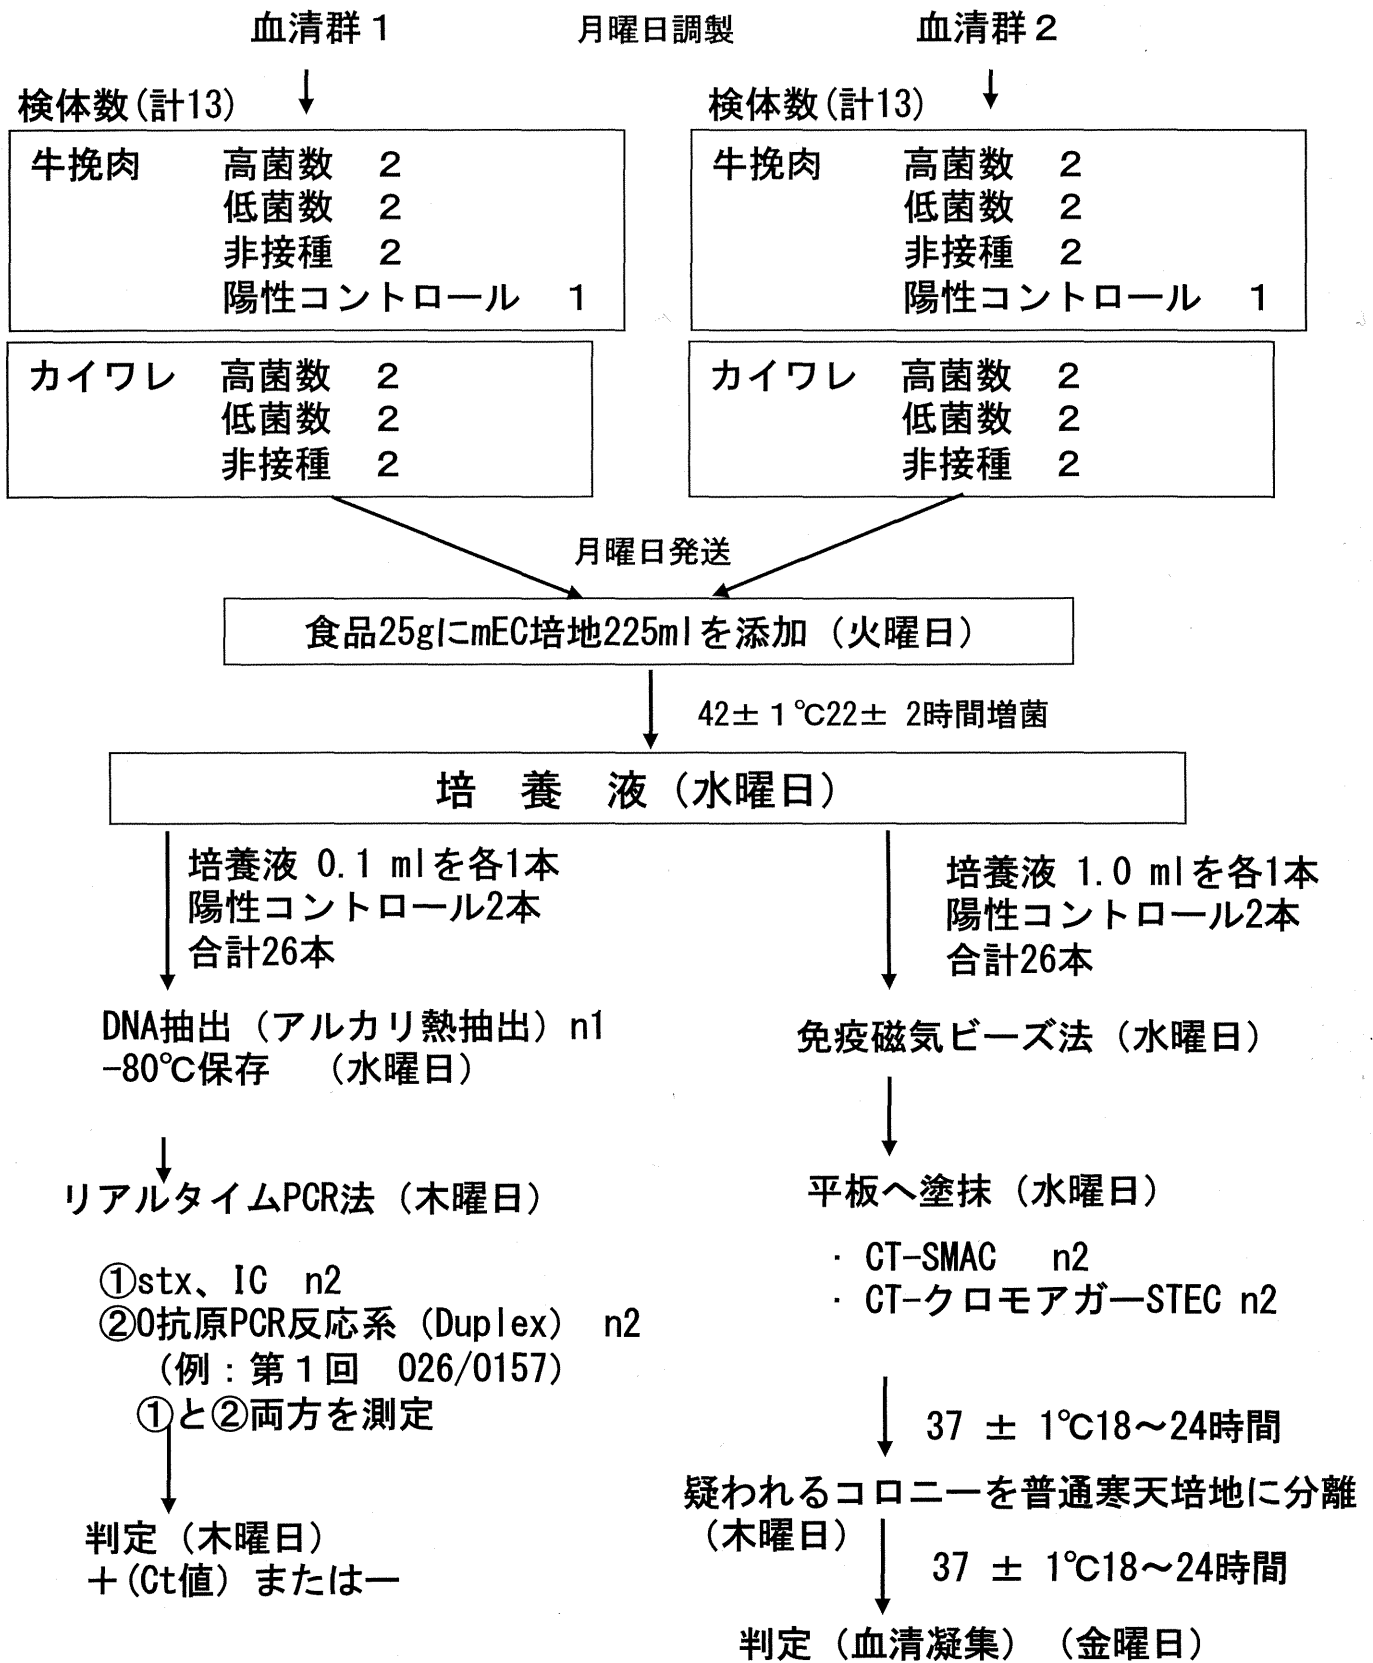 血清群1
月曜日調製
血清群2
検体数(計13)
牛挽肉 高菌数 2
低菌数 2
非接種 2
陽性コントロール 1
カイワレ 高菌数 2
低菌数 2
非接種 2
検体数(計13)
牛挽肉 高菌数 2
低菌数 2
非接種 2
陽性コントロール 1
カイワレ 高菌数 2
低菌数 2
非接種 2
月曜日発送
食品25gにmEC培地225mlを添加(火曜日)
42±1℃22± 2時間増菌
培 養 液(水曜日)
培養液 0.1 mlを各1本
陽性コントロール2本
合計26本
DNA抽出(アルカリ熱抽出)n1
-80℃保存 (水曜日)
リアルタイムPCR法(木曜日)
①stx、IC n2
②O抗原PCR反応系(Duplex) n2
(例:第1回 O26/O157)
①と②両方を測定
判定(木曜日)
+(Ct値)または−
培養液 1.0 mlを各1本
陽性コントロール2本
合計26本
免疫磁気ビーズ法(水曜日)
平板へ塗抹(水曜日)
・CT-SMAC n2
・CT-クロモアガーSTEC n2
37 ± 1℃18〜24時間
疑われるコロニーを普通寒天培地に分離
(木曜日)
37 ± 1℃18〜24時間
判定(血清凝集)(金曜日)